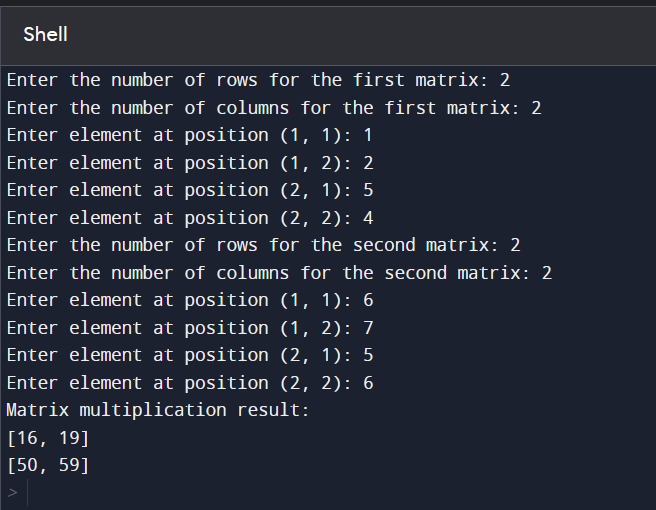 Shell
Enter the number of rows for the first matrix: 2
Enter the number of columns for the first matrix: 2
Enter element at position (1, 1): 1
Enter element at position (1, 2): 2
Enter element at position (2, 1): 5
Enter element at position (2, 2): 4
Enter the number of rows for the second matrix: 2
Enter the number of columns for the second matrix: 2
Enter element at position (1, 1): 6
Enter element at position (1, 2): 7
Enter element at position (2, 1): 5
Enter element at position (2, 2): 6
Matrix multiplication result:
[16, 19]
[50, 59]
>